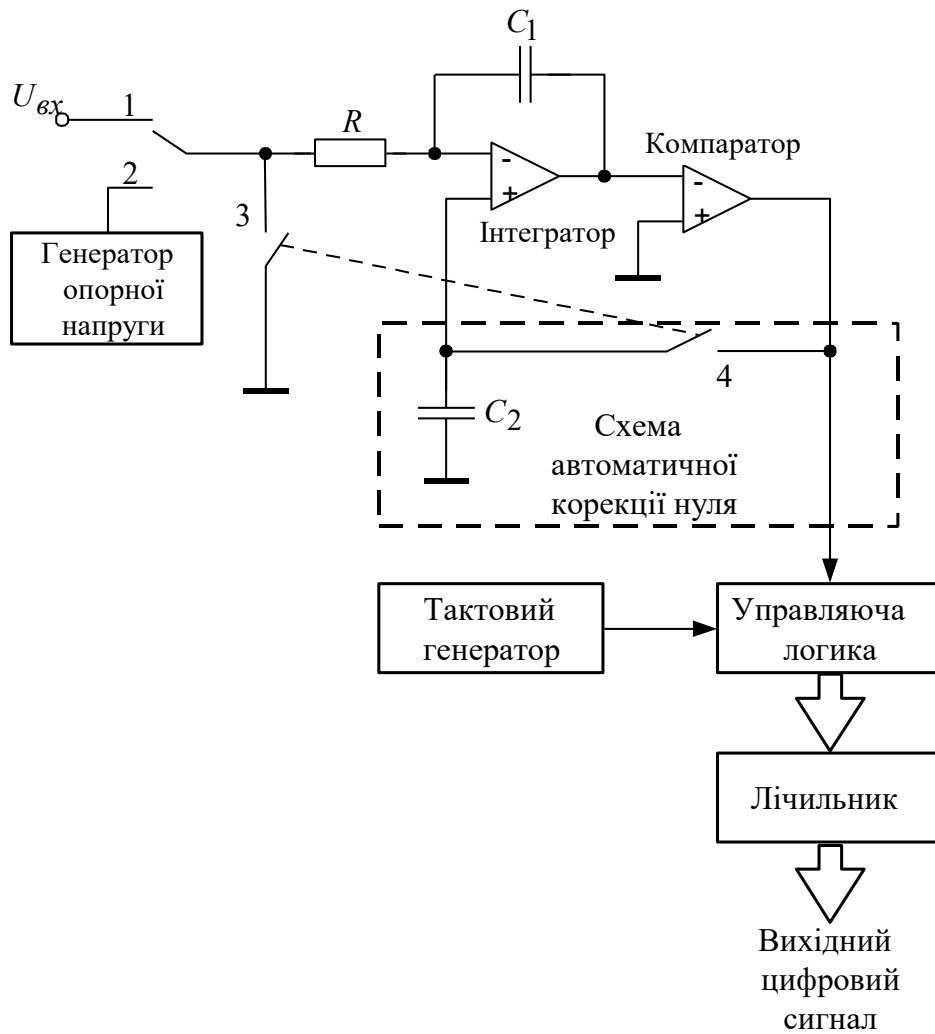 C1
Uвх
1
R
2
3
Компаратор
-
+
-
+
Інтегратор
Генератор
опорної
напруги
4
C2
Схема
автоматичної
корекції нуля
Тактовий
генератор
Управляюча
логика
Лічильник
Вихідний
цифровий
сигнал